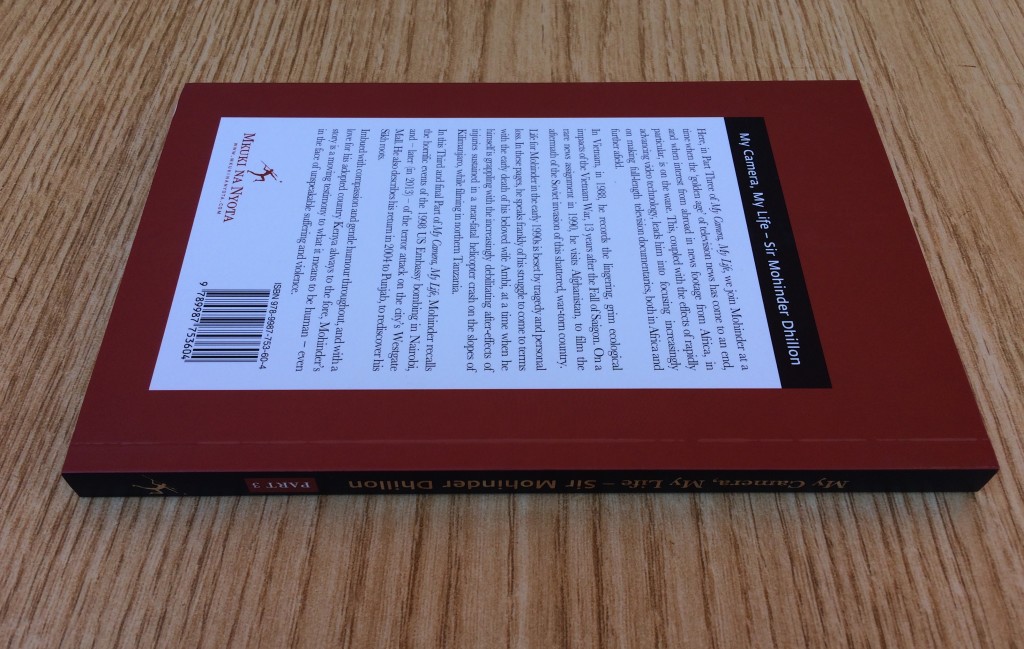 My Camera, My Life – Sir Mohinder Dhillon
Here, in Part Three of My Camera, My Life, we join Mohinder at a
time when the 'golden age' of television news has come to an end,
and when interest from abroad in news footage from Africa, in
particular, is on the wane. This, coupled with the effects of rapidly
advancing video technology, leads him into focusing increasingly
on making full-length television documentaries, both in Africa and
further afield.
In Vietnam, in 1988, he records the lingering, grim ecological
impacts of the Vietnam War, 13 years after the Fall of Saigon. On a
rare news assignment in 1990, he visits Afghanistan, to film the
aftermath of the Soviet invasion of this shattered, war-torn country.
Life for Mohinder in the early 1990s is beset by tragedy and personal
loss. In these pages, he speaks frankly of his struggle to come to terms
with the early death of his beloved wife Ambi, at a time when he
himself is grappling with the increasingly debilitating after-effects of
injuries sustained in a near-fatal helicopter crash on the slopes of
Kilimanjaro, while filming in northern Tanzania.
In this Third and final Part of My Camera, My Life, Mohinder recalls
the horrific events of the 1998 US Embassy bombing in Nairobi,
and – later (in 2013) – of the terror attack on the city's Westgate
Mall. He also describes his return in 2004 to Punjab, to rediscover his
Sikh roots.
Imbued with compassion and gentle humour throughout, and with a
love for his adopted country Kenya always to the fore, Mohinder's
story is a moving testimony to what it means to be human – even
in the face of unspeakable suffering and violence.
MKUKI NA NYOTA
www.mkukinanyota.com
ISBN 978-9987-753-60-4
9 789987 753604
My Camera, My Life – Sir Mohinder Dhillon
PART 3